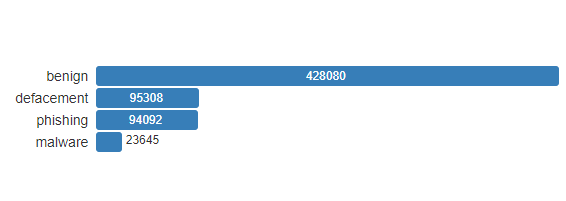 benign 428080
defacement 95308
phishing 94092
malware 23645